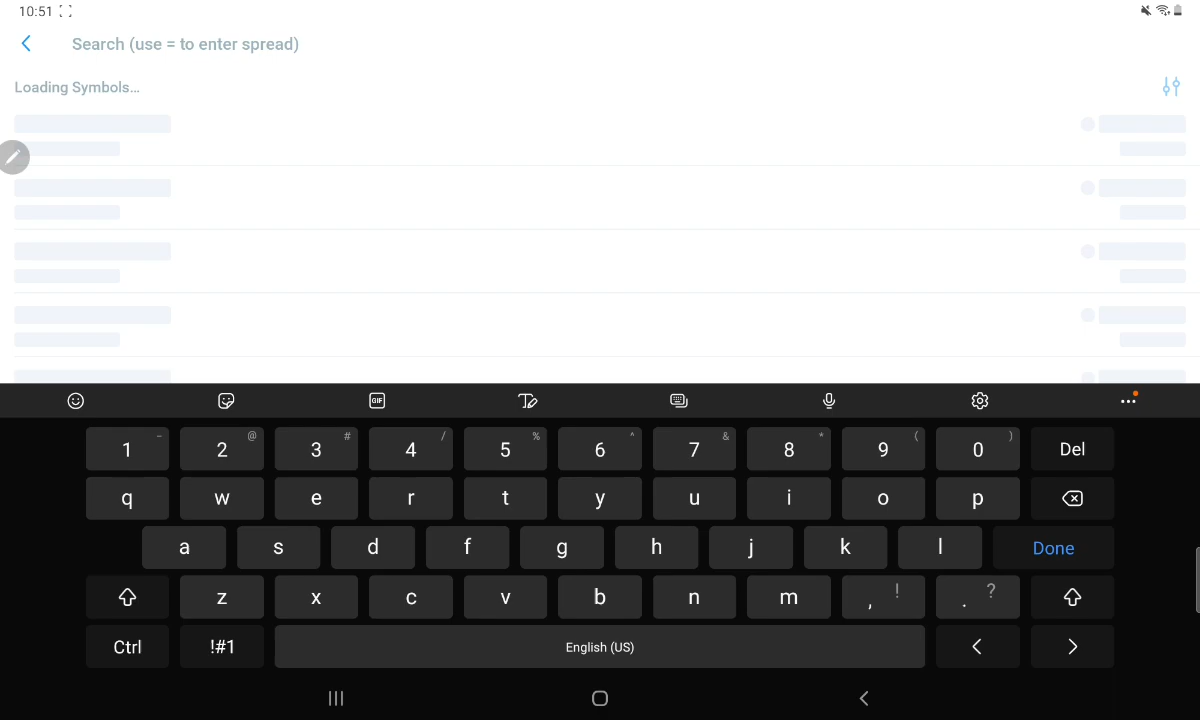 10:51
Search (use = to enter spread)
Loading Symbols...
GIF
1 - 2 @ 3 # 4 / 5 % 6 ^ 7 & 8 * 9 ( 0 ) Del
q w e r t y u i o p
a s d f g h j k l Done
z x c v b n m , ! . ?
Ctrl !#1 English (US) < >